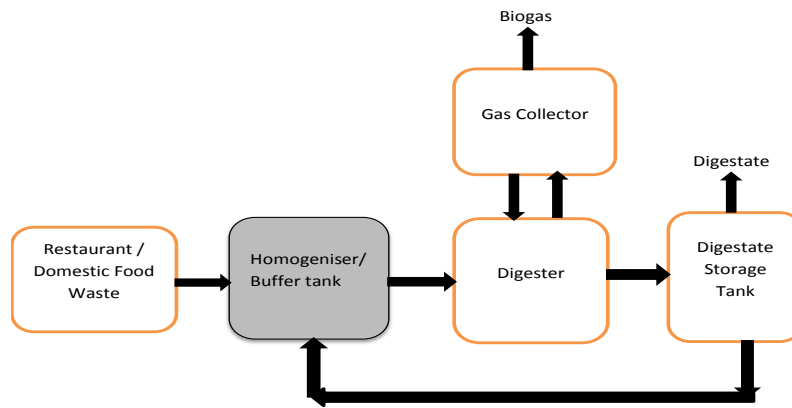 Biogas
Gas Collector
Digestate
Restaurant /
Domestic Food
Waste
Homogeniser/
Buffer tank
Digester
Digestate
Storage
Tank